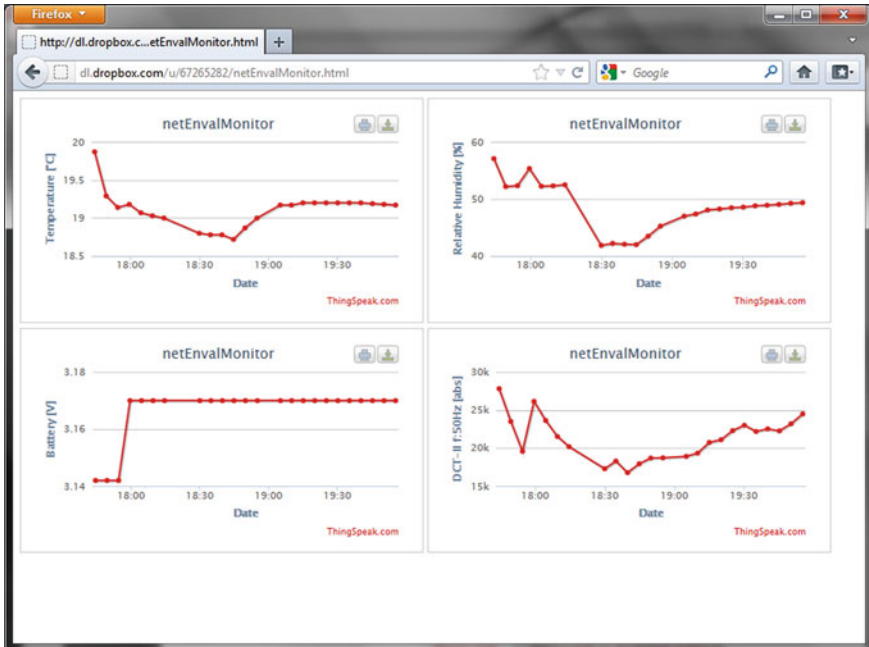 Firefox
http://dl.dropbox.c...etEnvalMonitor.html
+
dl.dropbox.com/u/67265282/netEnvalMonitor.html
Google
netEnvalMonitor
Temperature [°C]
20
19.5
19
18.5
18:00 18:30 19:00 19:30
Date
ThingSpeak.com
netEnvalMonitor
Relative Humidity [%]
60
50
40
18:00 18:30 19:00 19:30
Date
ThingSpeak.com
netEnvalMonitor
Battery [V]
3.18
3.16
3.14
18:00 18:30 19:00 19:30
Date
ThingSpeak.com
netEnvalMonitor
DCT-II f:50Hz [abs]
30k
25k
20k
15k
18:00 18:30 19:00 19:30
Date
ThingSpeak.com